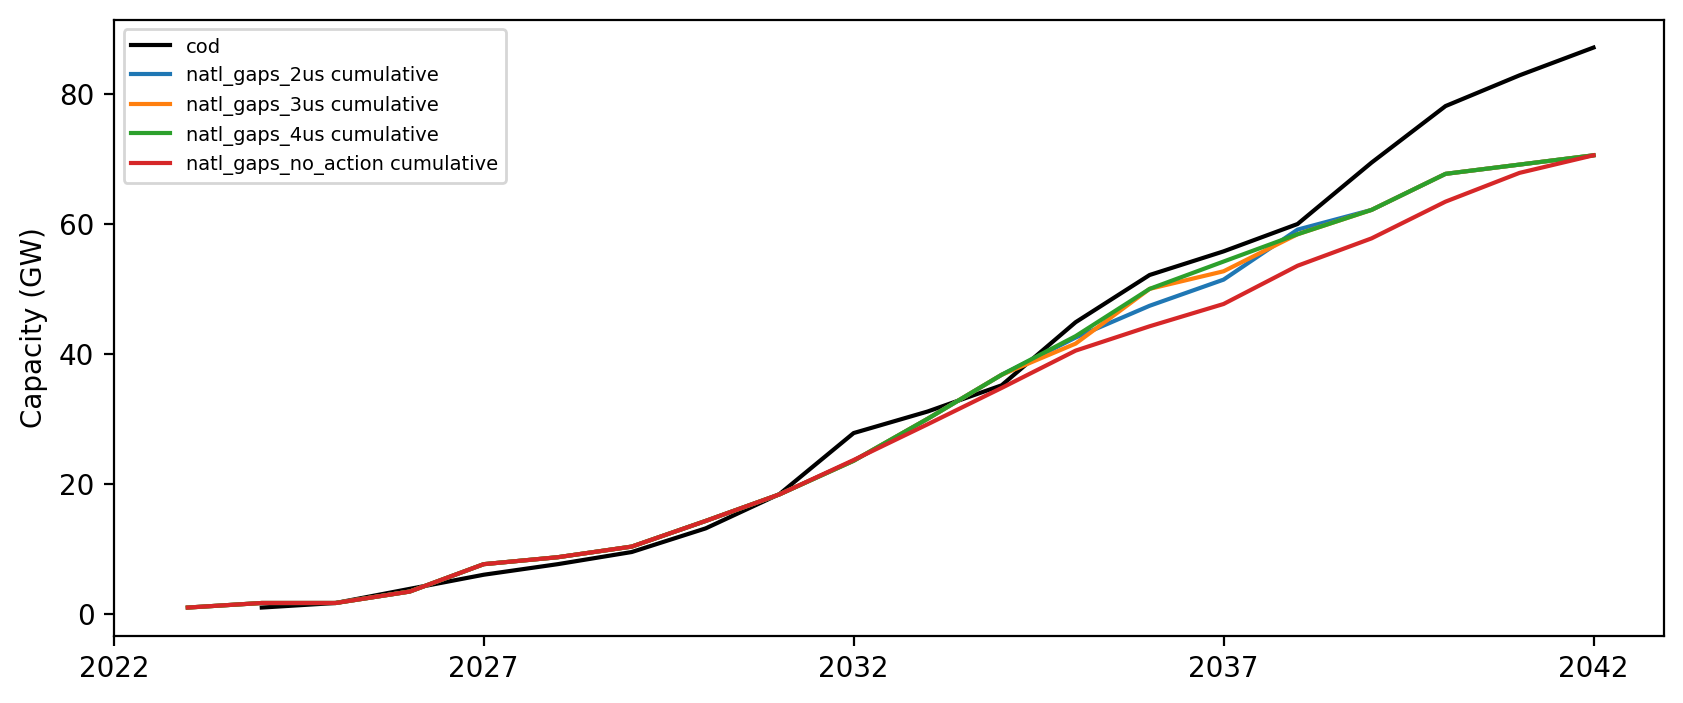 cod
natl_gaps_2us cumulative
natl_gaps_3us cumulative
natl_gaps_4us cumulative
natl_gaps_no_action cumulative
Capacity (GW)
80
60
40
20
0
2022 2027 2032 2037 2042